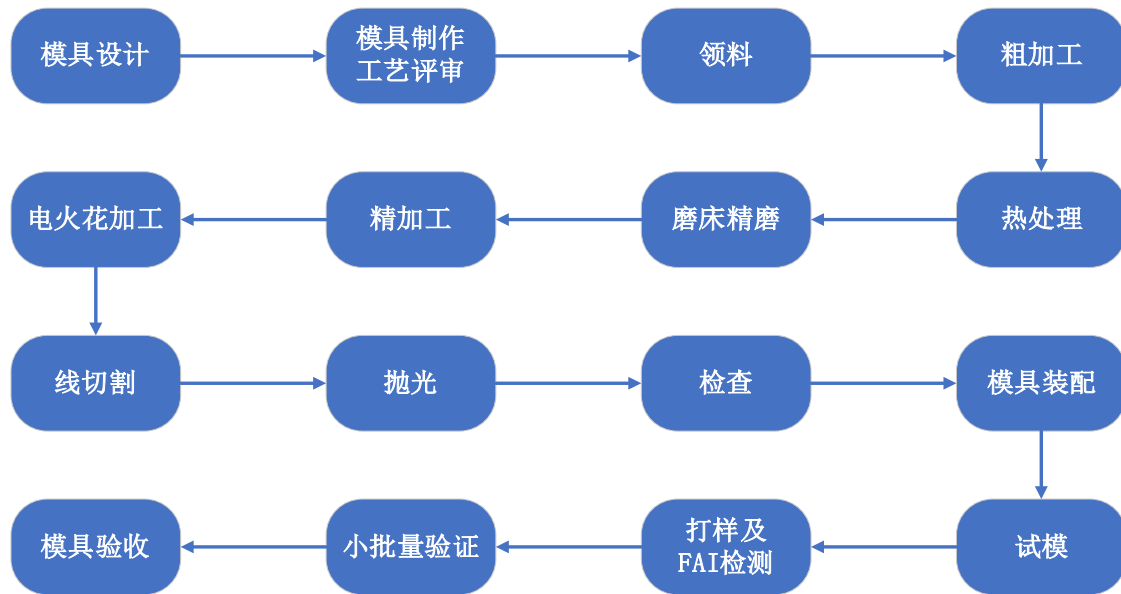 模具设计
模具制作
工艺评审
领料
粗加工
热处理
磨床精磨
精加工
电火花加工
线切割
抛光
检查
模具装配
试模
打样及
FAI检测
小批量验证
模具验收